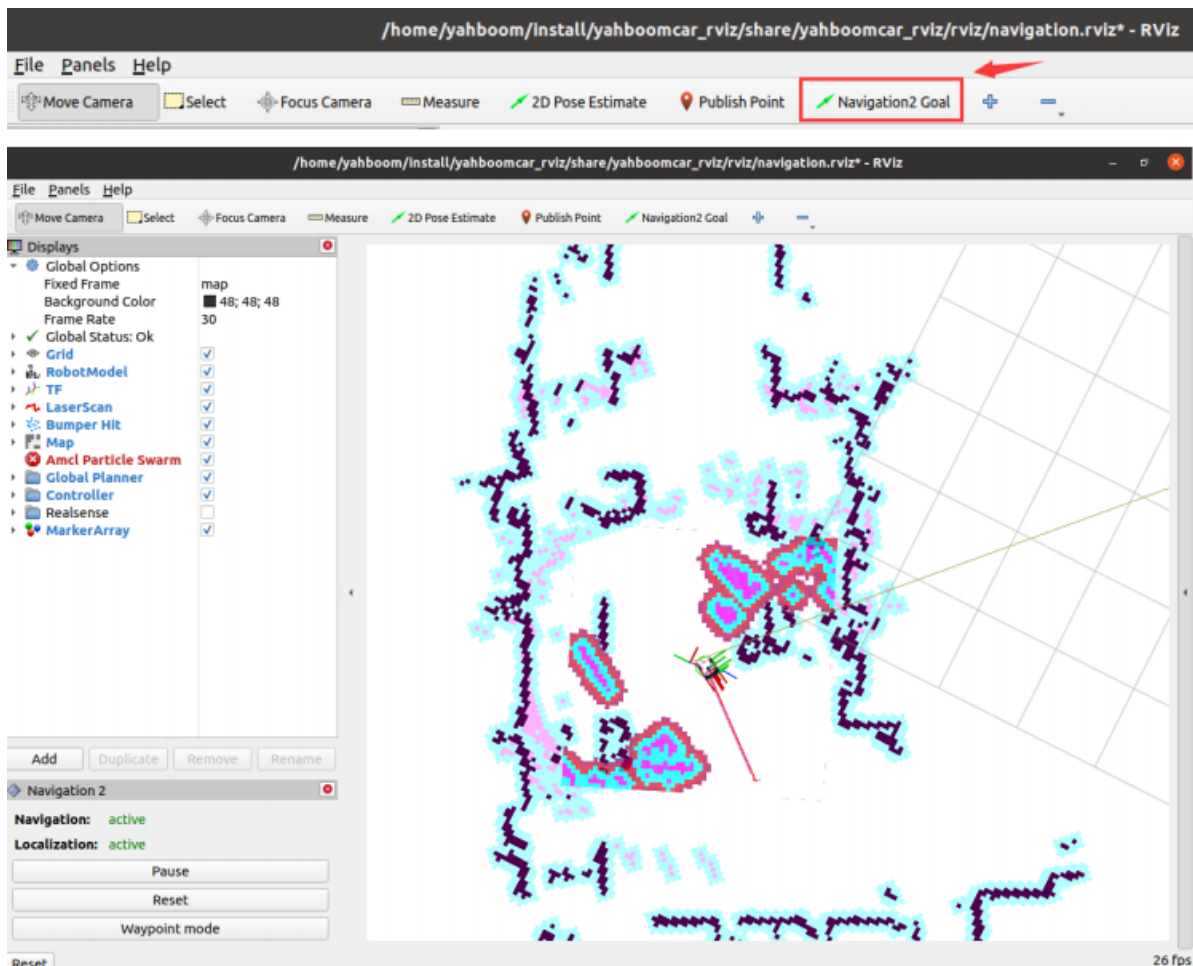 /home/yahboom/install/yahboomcar_rviz/share/yahboomcar_rviz/rviz/navigation.rviz* - RViz
File Panels Help
Move Camera Select Focus Camera Measure 2D Pose Estimate Publish Point Navigation2 Goal
/home/yahboom/install/yahboomcar_rviz/share/yahboomcar_rviz/rviz/navigation.rviz* - RViz
File Panels Help
Move Camera Select Focus Camera Measure 2D Pose Estimate Publish Point Navigation2 Goal
Displays
Global Options
Fixed Frame map
Background Color 48; 48; 48
Frame Rate 30
Global Status: Ok
Grid
RobotModel
TF
LaserScan
Bumper Hit
Map
Amcl Particle Swarm
Global Planner
Controller
Realsense
MarkerArray
Add Duplicate Remove Rename
Navigation 2
Navigation: active
Localization: active
Pause
Reset
Waypoint mode
Reset 26 fps